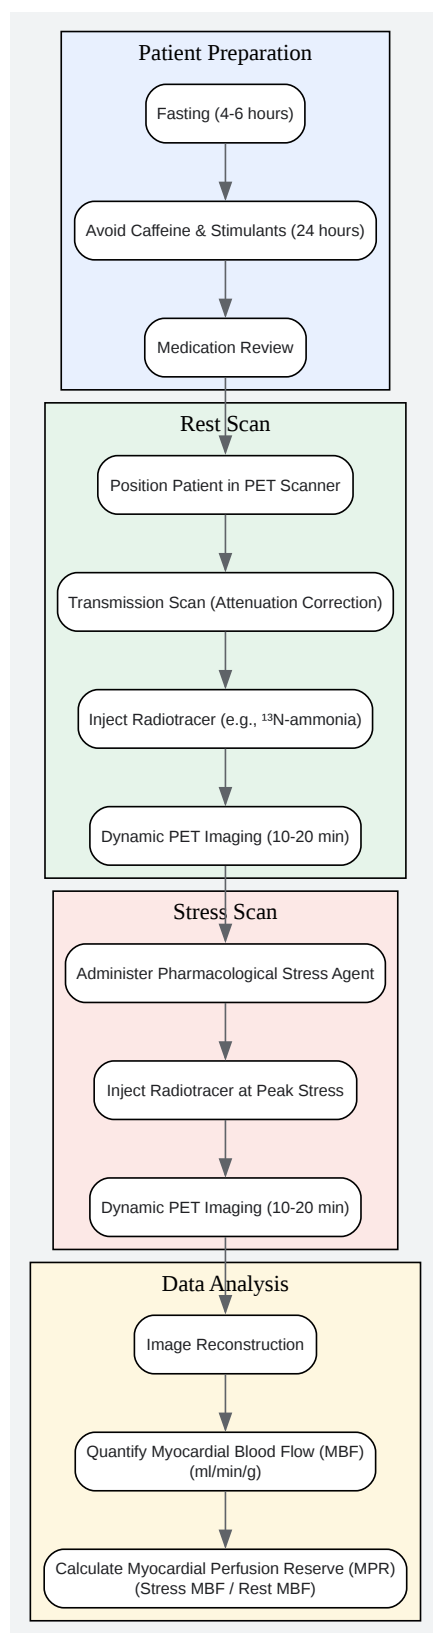 Patient Preparation
Fasting (4-6 hours)
Avoid Caffeine & Stimulants (24 hours)
Medication Review
Rest Scan
Position Patient in PET Scanner
Transmission Scan (Attenuation Correction)
Inject Radiotracer (e.g., ¹³N-ammonia)
Dynamic PET Imaging (10-20 min)
Stress Scan
Administer Pharmacological Stress Agent
Inject Radiotracer at Peak Stress
Dynamic PET Imaging (10-20 min)
Data Analysis
Image Reconstruction
Quantify Myocardial Blood Flow (MBF)
(ml/min/g)
Calculate Myocardial Perfusion Reserve (MPR)
(Stress MBF / Rest MBF)